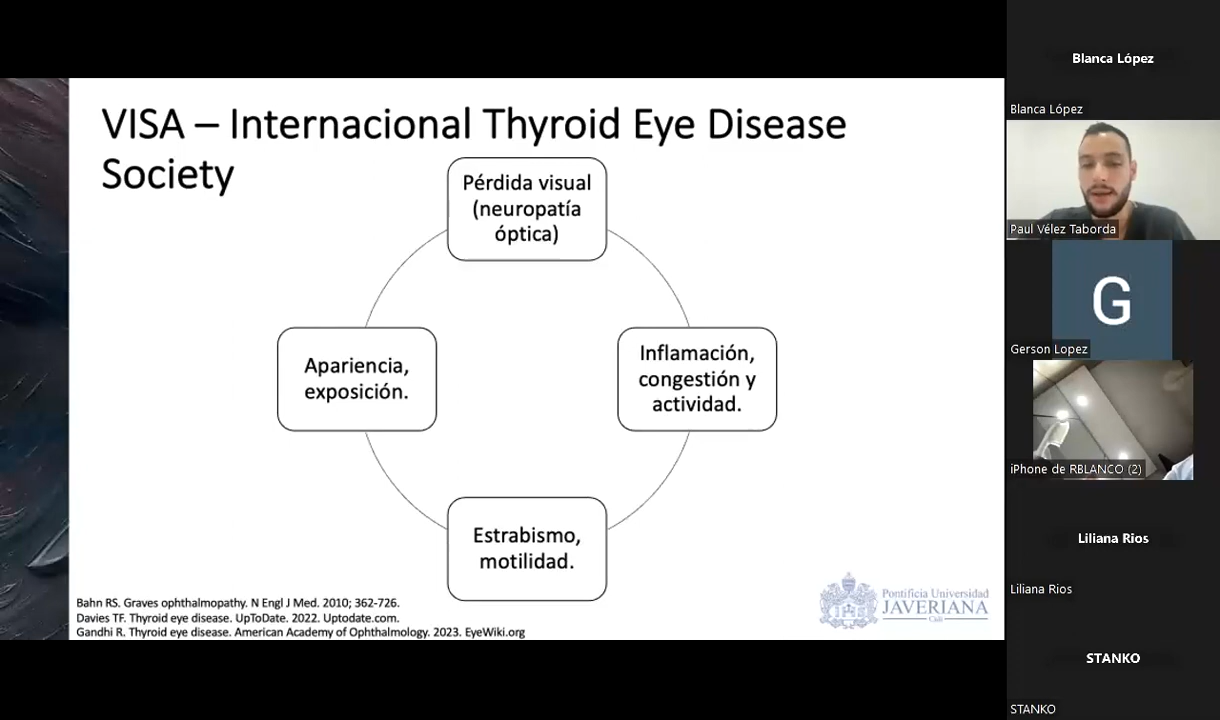 VISA – Internacional Thyroid Eye Disease
Society
Pérdida visual
(neuropatía
óptica)
Apariencia,
exposición.
Inflamación,
congestión y
actividad.
Estrabismo,
motilidad.
Bahn RS. Graves ophthalmopathy. N Engl J Med. 2010; 362-726.
Davies TF. Thyroid eye disease. UpToDate. 2022. Uptodate.com.
Gandhi R. Thyroid eye disease. American Academy of Ophthalmology. 2023. EyeWiki.org
Pontificia Universidad
JAVERIANA
Cali
Blanca López
Blanca López
Paul Vélez Taborda
G
Gerson Lopez
iPhone de RBLANCO (2)
Liliana Rios
Liliana Rios
STANKO
STANKO